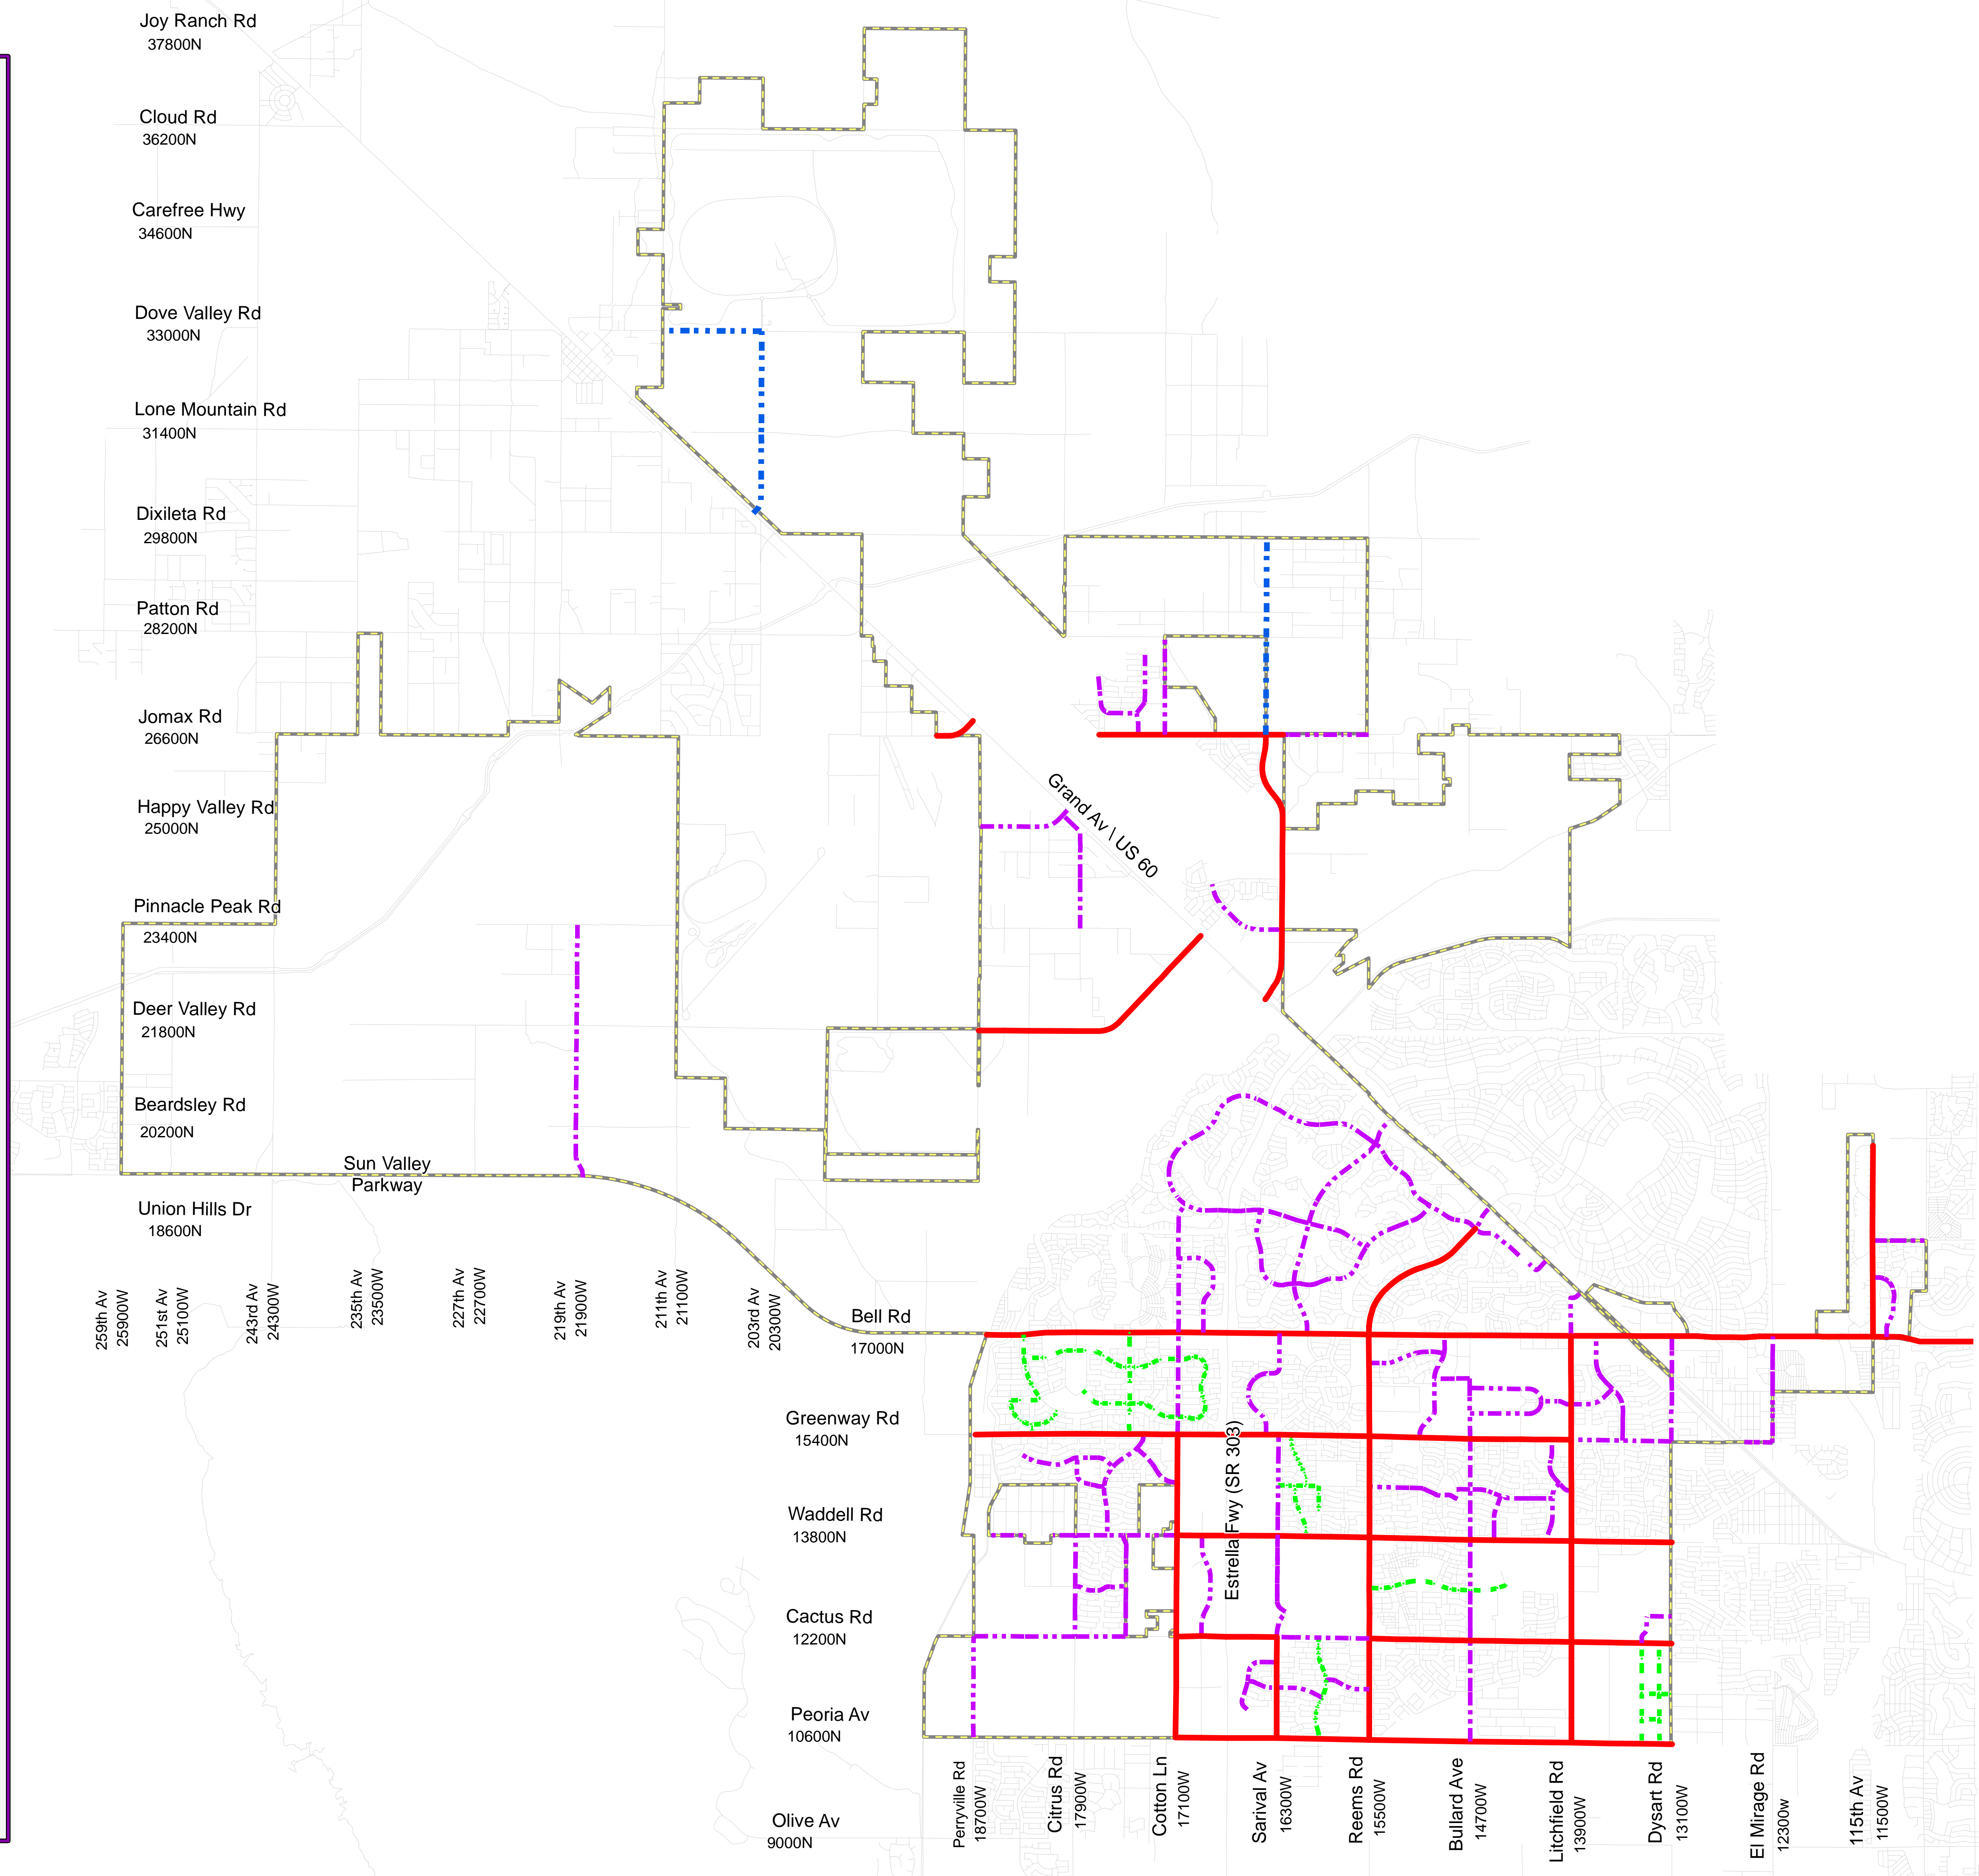 Joy Ranch Rd
37800N
Cloud Rd
36200N
Carefree Hwy
34600N
Dove Valley Rd
33000N
Lone Mountain Rd
31400N
Dixileta Rd
29800N
Patton Rd
28200N
Jomax Rd
26600N
Happy Valley Rd
25000N
Grand Av \ US 60
Pinnacle Peak Rd
23400N
Deer Valley Rd
21800N
Beardsley Rd
20200N
Sun Valley
Parkway
Union Hills Dr
18600N
259th Av
25900W
251st Av
25100W
243rd Av
24300W
235th Av
23500W
227th Av
22700W
219th Av
21900W
211th Av
21100W
203rd Av
20300W
Bell Rd
17000N
Greenway Rd
15400N
Estrella Fwy (SR 303)
Waddell Rd
13800N
Cactus Rd
12200N
Peoria Av
10600N
Olive Av
9000N
Perryville Rd
18700W
Citrus Rd
17900W
Cotton Ln
17100W
Sarival Av
16300W
Reems Rd
15500W
Bullard Ave
14700W
Litchfield Rd
13900W
Dysart Rd
13100W
El Mirage Rd
12300w
115th Av
11500W